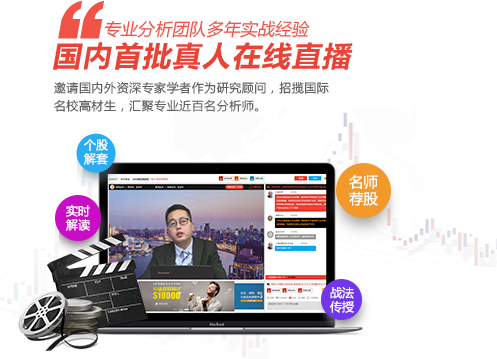 专业分析团队多年实战经验
国内首批真人在线直播
邀请国内外资深专家学者作为研究顾问，招揽国际
名校高材生，汇聚专业近百名分析师。
个股
解套
名师
荐股
实时
解读
$10000
战法
传授
MacBook